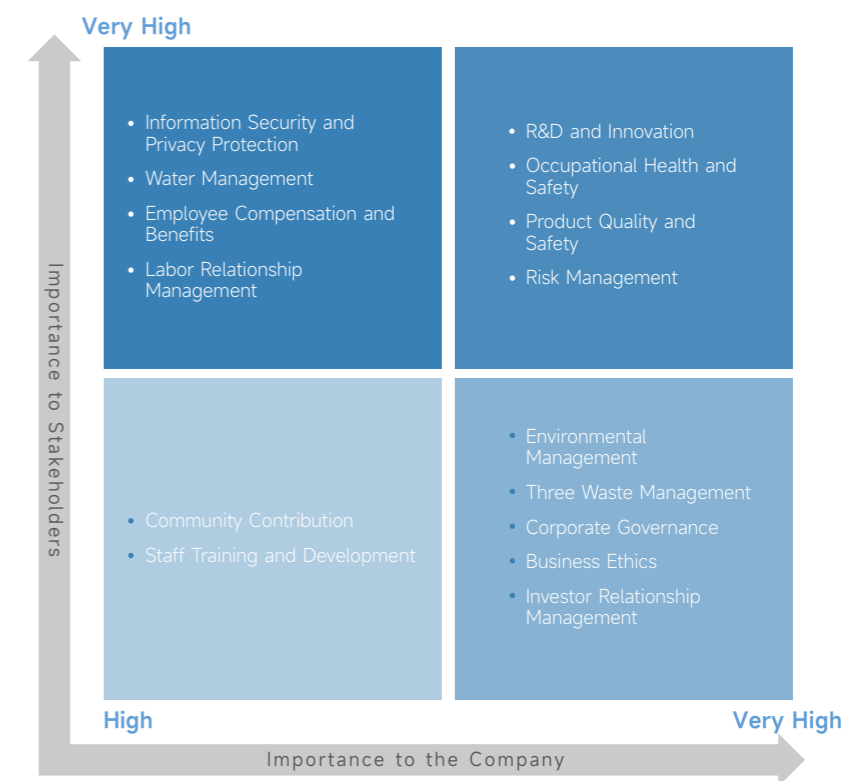 Very High
• Information Security and
Privacy Protection
• Water Management
• Employee Compensation and
Benefits
• Labor Relationship
Management
• R&D and Innovation
• Occupational Health and
Safety
• Product Quality and
Safety
• Risk Management
Importance to Stakeholders
• Community Contribution
• Staff Training and Development
• Environmental
Management
• Three Waste Management
• Corporate Governance
• Business Ethics
• Investor Relationship
Management
High
Very High
Importance to the Company